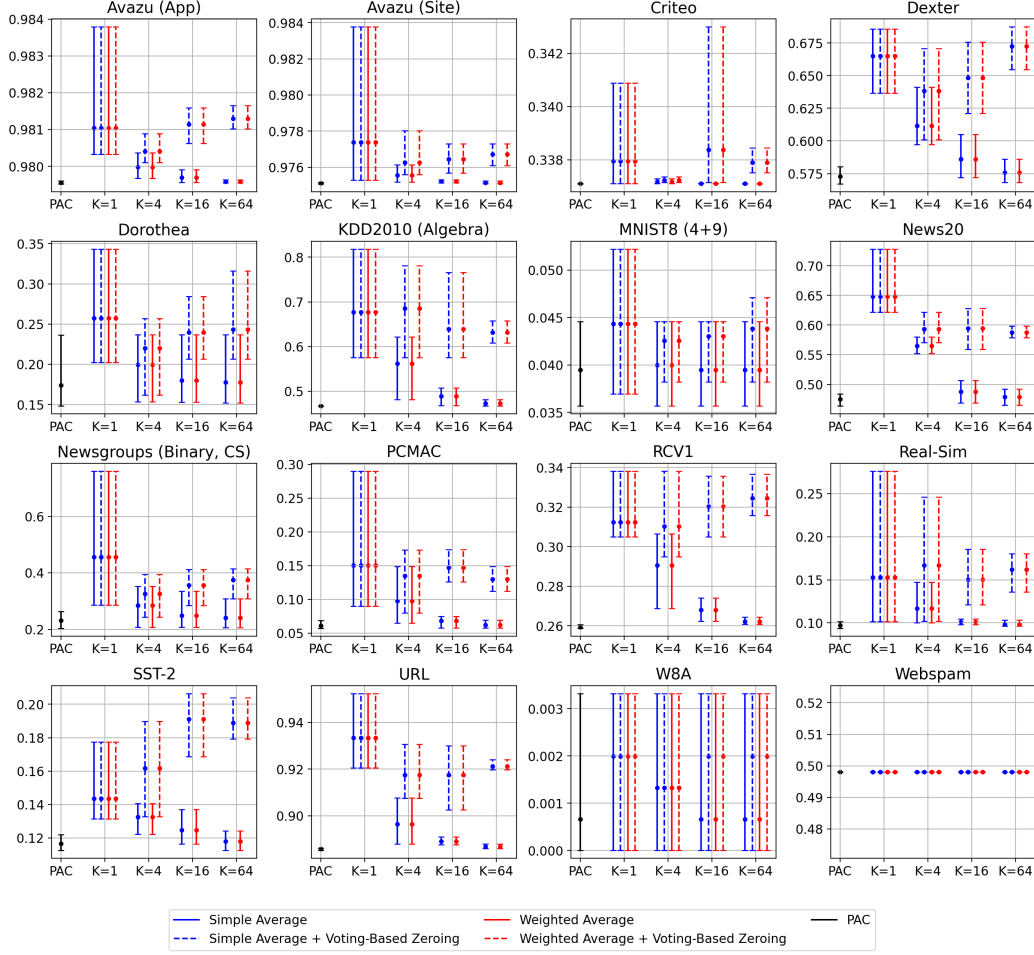 Avazu (App) Avazu (Site) Criteo Dexter
0.984 0.984 0.342 0.675
0.983 0.982 0.340 0.650
0.982 0.980 0.338 0.625
0.981 0.978 0.600
0.980 0.976 0.575
PAC K=1 K=4 K=16 K=64 PAC K=1 K=4 K=16 K=64 PAC K=1 K=4 K=16 K=64 PAC K=1 K=4 K=16 K=64
Dorothea KDD2010 (Algebra) MNIST8 (4+9) News20
0.35 0.8 0.050 0.70
0.30 0.7 0.045 0.65
0.25 0.6 0.040 0.60
0.20 0.5 0.035 0.55
0.15 0.50
PAC K=1 K=4 K=16 K=64 PAC K=1 K=4 K=16 K=64 PAC K=1 K=4 K=16 K=64 PAC K=1 K=4 K=16 K=64
Newsgroups (Binary, CS) PCMAC RCV1 Real-Sim
0.6 0.30 0.34 0.25
0.4 0.25 0.32 0.20
0.2 0.20 0.30 0.15
0.15 0.28 0.10
0.10 0.26
0.05
PAC K=1 K=4 K=16 K=64 PAC K=1 K=4 K=16 K=64 PAC K=1 K=4 K=16 K=64 PAC K=1 K=4 K=16 K=64
SST-2 URL W8A Webspam
0.20 0.94 0.003 0.52
0.18 0.92 0.002 0.51
0.16 0.90 0.001 0.50
0.14 0.000 0.49
0.12 0.48
PAC K=1 K=4 K=16 K=64 PAC K=1 K=4 K=16 K=64 PAC K=1 K=4 K=16 K=64 PAC K=1 K=4 K=16 K=64
Simple Average Weighted Average PAC
Simple Average + Voting-Based Zeroing Weighted Average + Voting-Based Zeroing